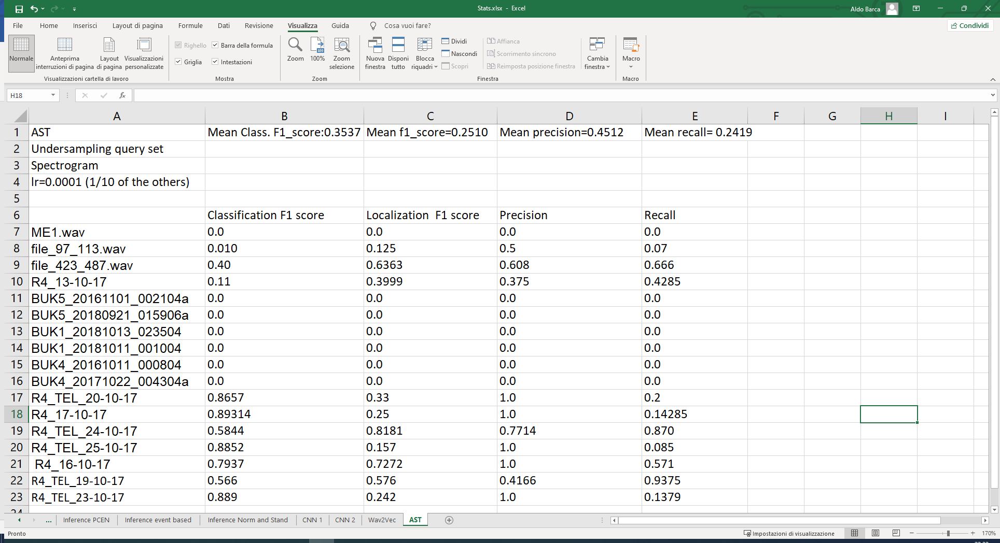 Stats.xlsx - Excel
Aldo Barca
File Home Inserisci Layout di pagina Formule Dati Revisione Visualizza Guida Cosa vuoi fare? Condividi
Normale
Anteprima interruzioni di pagina
Layout di pagina
Visualizzazioni personalizzate
Visualizzazioni cartella di lavoro
Righello
Barra della formula
Griglia
Intestazioni
Mostra
Zoom
100
100%
Zoom selezione
Zoom
Nuova finestra
Disponi tutto
Blocca riquadri
Dividi
Nascondi
Scopri
Affianca
Scorrimento sincrono
Reimposta posizione finestra
Cambia finestra
Finestra
Macro
Macro
H18
fx
A B C D E F G H I
1 AST Mean Class. F1_score:0.3537 Mean f1_score=0.2510 Mean precision=0.4512 Mean recall= 0.2419
2 Undersampling query set
3 Spectrogram
4 lr=0.0001 (1/10 of the others)
5
6 Classification F1 score Localization F1 score Precision Recall
7 ME1.wav 0.0 0.0 0.0 0.0
8 file_97_113.wav 0.010 0.125 0.5 0.07
9 file_423_487.wav 0.40 0.6363 0.608 0.666
10 R4_13-10-17 0.11 0.3999 0.375 0.4285
11 BUK5_20161101_002104a 0.0 0.0 0.0 0.0
12 BUK5_20180921_015906a 0.0 0.0 0.0 0.0
13 BUK1_20181013_023504 0.0 0.0 0.0 0.0
14 BUK1_20181011_001004 0.0 0.0 0.0 0.0
15 BUK4_20161011_000804 0.0 0.0 0.0 0.0
16 BUK4_20171022_004304a 0.0 0.0 0.0 0.0
17 R4_TEL_20-10-17 0.8657 0.33 1.0 0.2
18 R4_17-10-17 0.89314 0.25 1.0 0.14285
19 R4_TEL_24-10-17 0.5844 0.8181 0.7714 0.870
20 R4_TEL_25-10-17 0.8852 0.157 1.0 0.085
21 R4_16-10-17 0.7937 0.7272 1.0 0.571
22 R4_TEL_19-10-17 0.566 0.576 0.4166 0.9375
23 R4_TEL_23-10-17 0.889 0.242 1.0 0.1379
24
... Inference PCEN Inference event based Inference Norm and Stand CNN 1 CNN 2 Wav2Vec AST
Pronto
Impostazioni di visualizzazione
170%